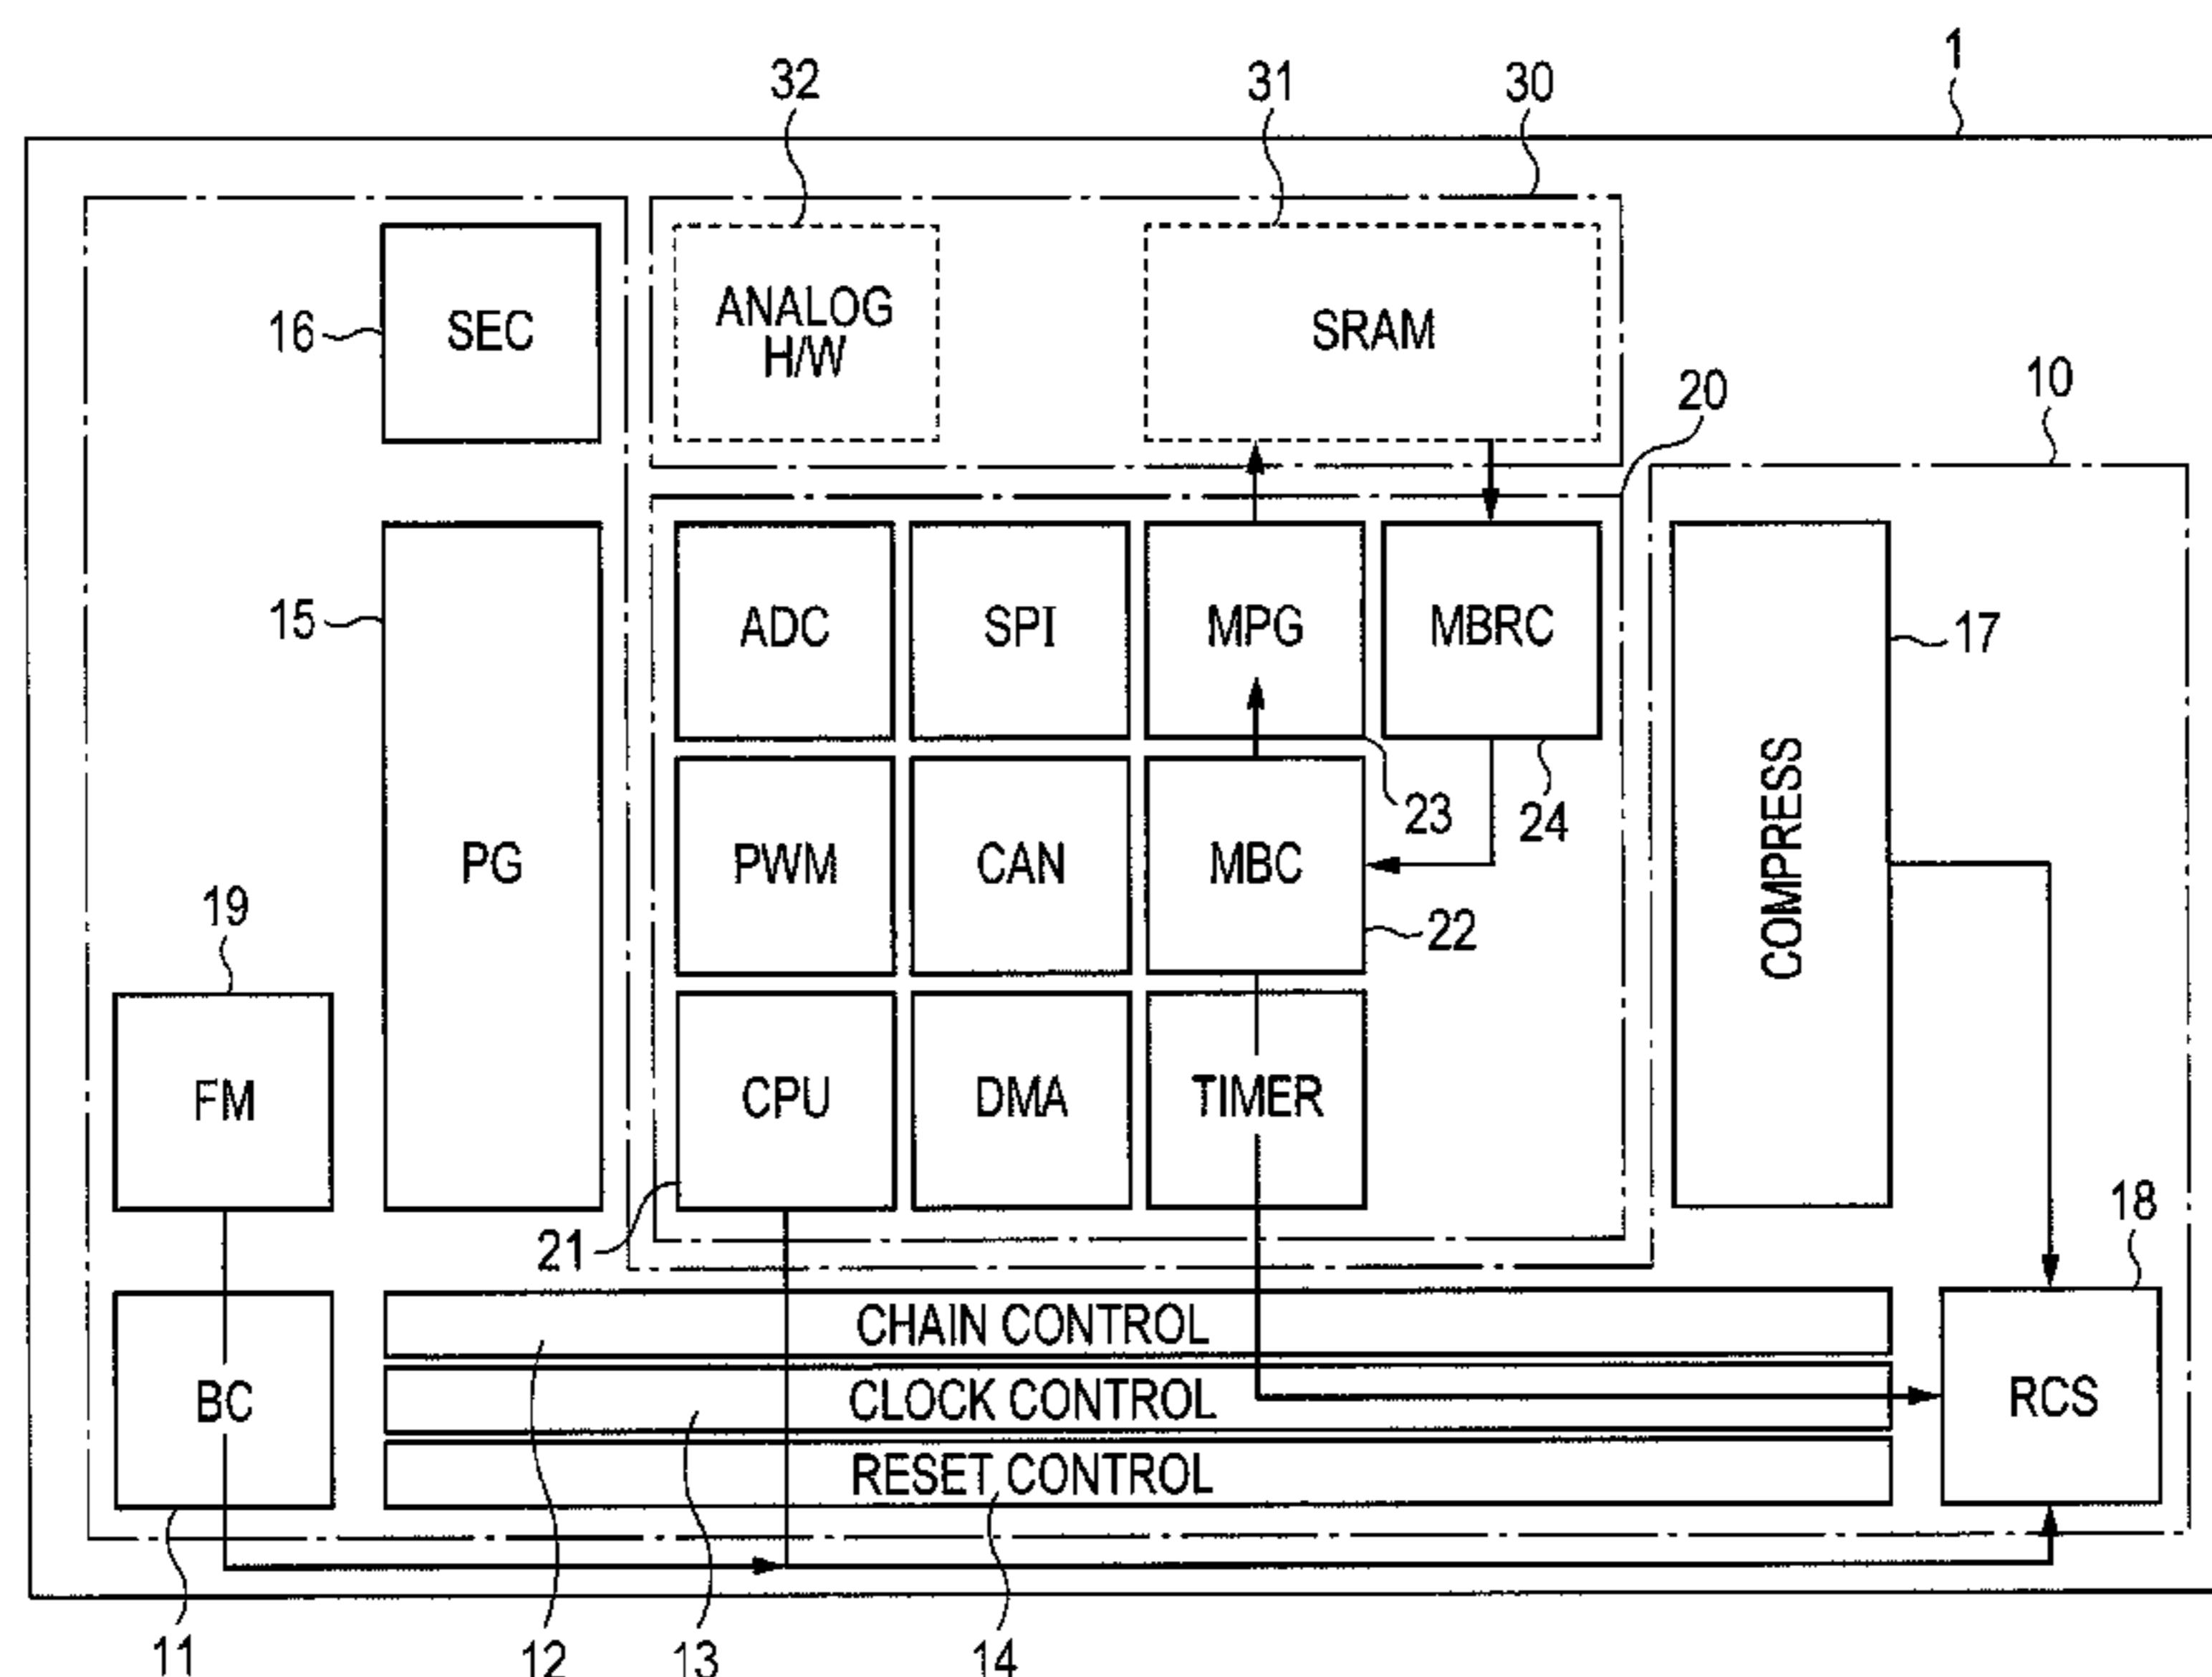 1
32
31
30
16
SEC
ANALOG
H/W
SRAM
20
10
15
ADC
SPI
MPG
MBRC
17
23
24
PG
PWM
CAN
MBC
COMPRESS
22
19
FM
CPU
DMA
TIMER
21
18
CHAIN CONTROL
BC
CLOCK CONTROL
RCS
RESET CONTROL
11
12
13
14